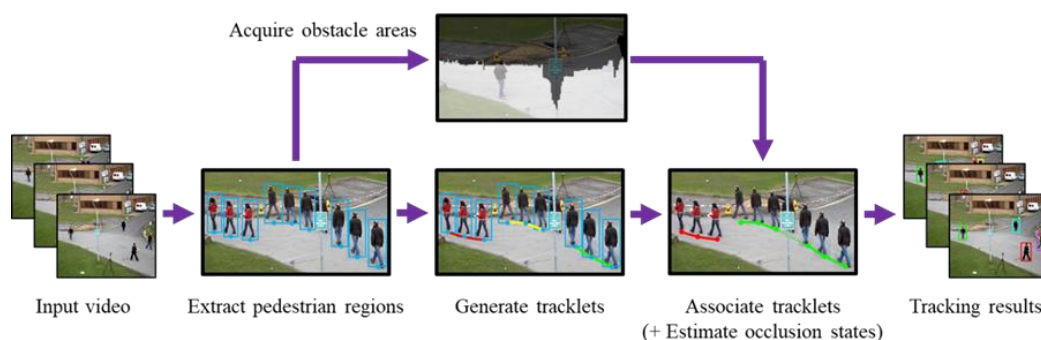 Acquire obstacle areas
Input video
Extract pedestrian regions
Generate tracklets
Associate tracklets
(+ Estimate occlusion states)
Tracking results